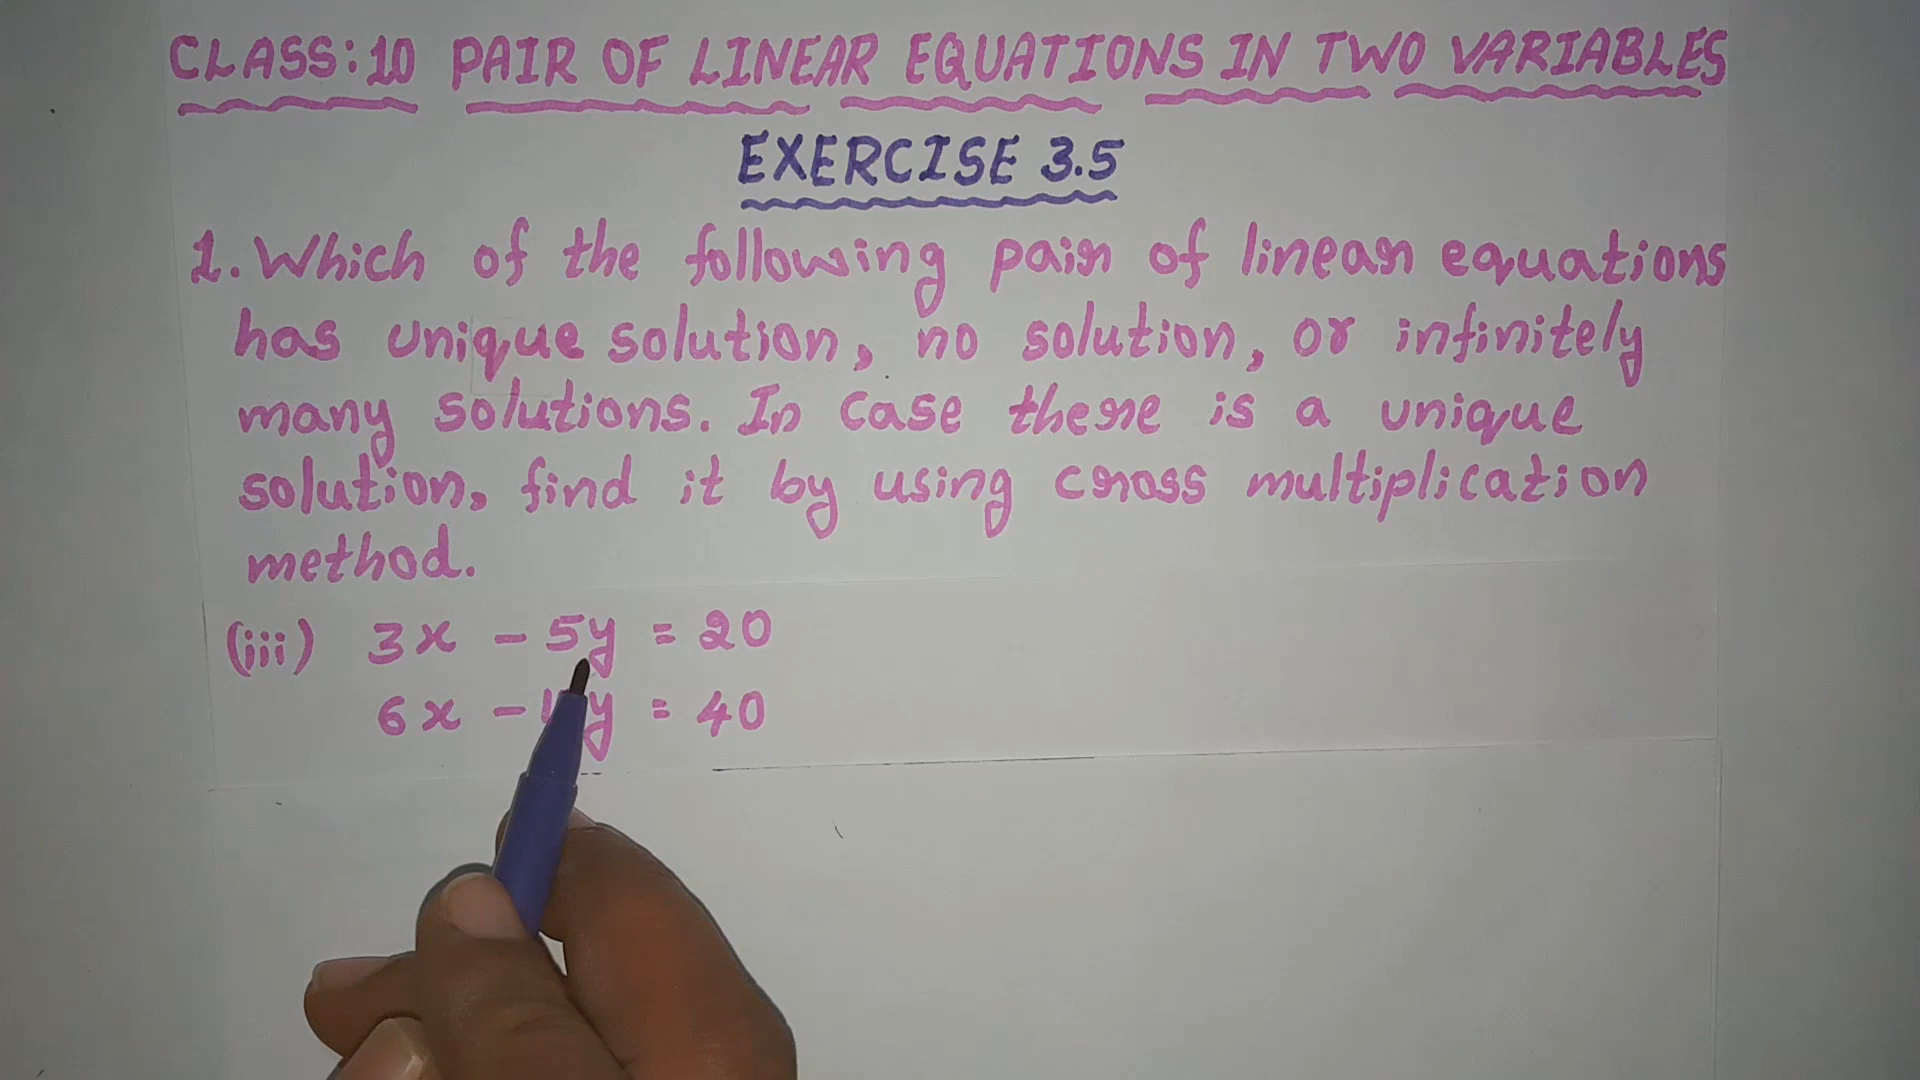 CLASS:10 PAIR OF LINEAR EQUATIONS IN TWO VARIABLES
EXERCISE 3.5
1. Which of the following pair of linear equations
has unique solution, no solution, or infinitely
many solutions. In case there is a unique
solution, find it by using cross multiplication
method.
(iii) 3x - 5y = 20
6x - y = 40